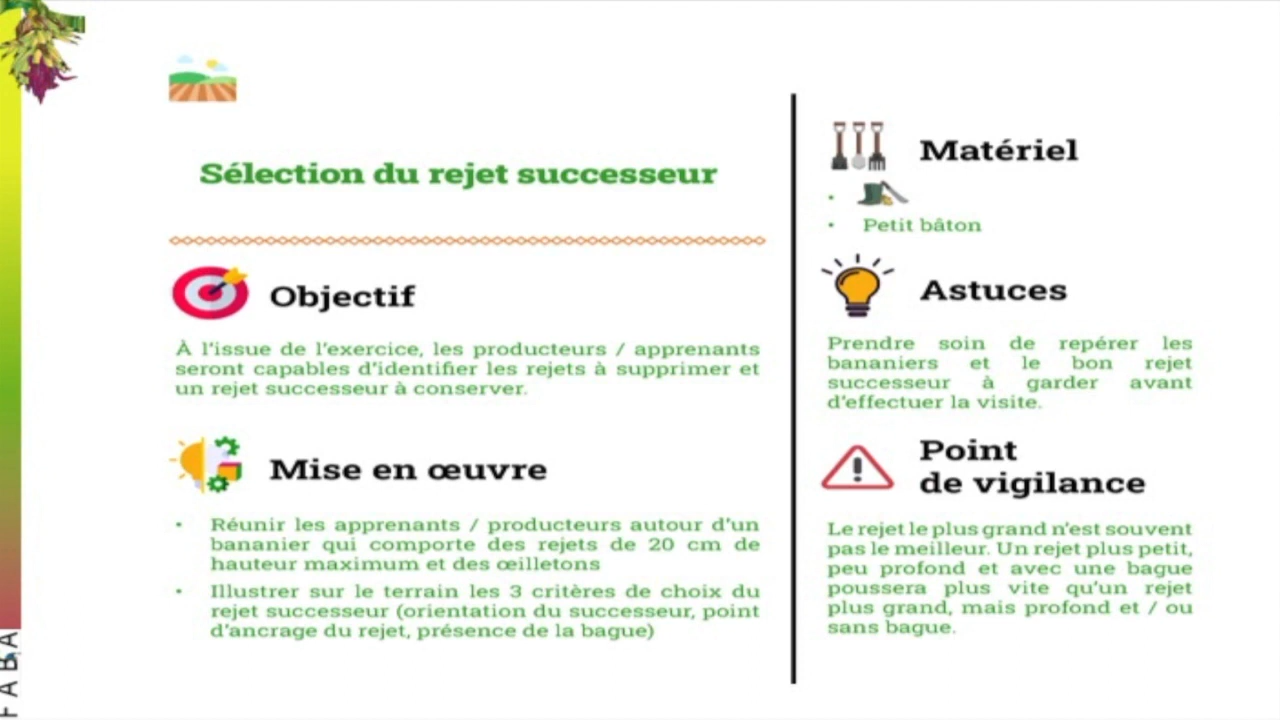 Sélection du rejet successeur
Objectif
À l'issue de l'exercice, les producteurs / apprenants
seront capables d'identifier les rejets à supprimer et
un rejet successeur à conserver.
Mise en œuvre
• Réunir les apprenants / producteurs autour d'un
bananier qui comporte des rejets de 20 cm de
hauteur maximum et des œilletons
• Illustrer sur le terrain les 3 critères de choix du
rejet successeur (orientation du successeur, point
d'ancrage du rejet, présence de la bague)
Matériel
•
• Petit bâton
Astuces
Prendre soin de repérer les
bananiers et le bon rejet
successeur à garder avant
d'effectuer la visite.
Point
de vigilance
Le rejet le plus grand n'est souvent
pas le meilleur. Un rejet plus petit,
peu profond et avec une bague
poussera plus vite qu'un rejet
plus grand, mais profond et / ou
sans bague.
FABA